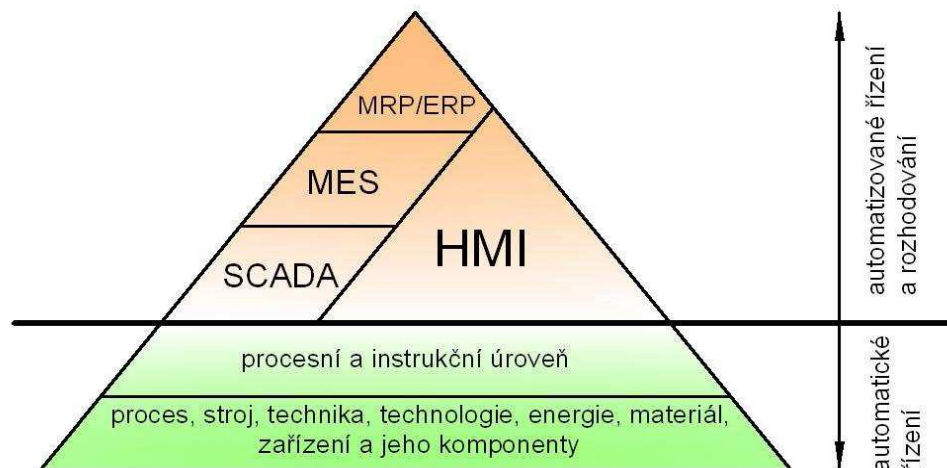 MRP/ERP
MES
HMI
SCADA
procesní a instrukční úroveň
proces, stroj, technika, technologie, energie, materiál,
zařízení a jeho komponenty
automatizované řízení
a rozhodování
automatické
řízení